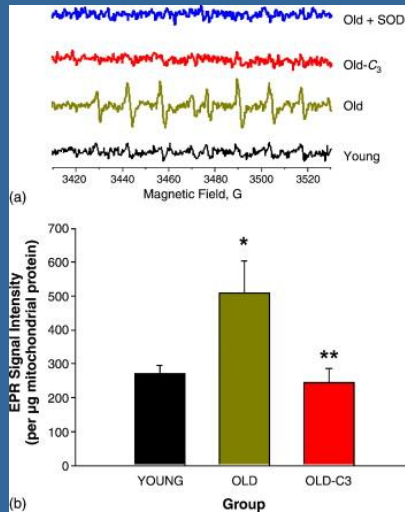 Old + SOD
Old-C3
Old
Young
3420 3440 3460 3480 3500 3520
Magnetic Field, G
(a)
700
600
500
400
300
200
100
0
EPR Signal Intensity
(per µg mitochondrial protein)
*
**
YOUNG OLD OLD-C3
Group
(b)